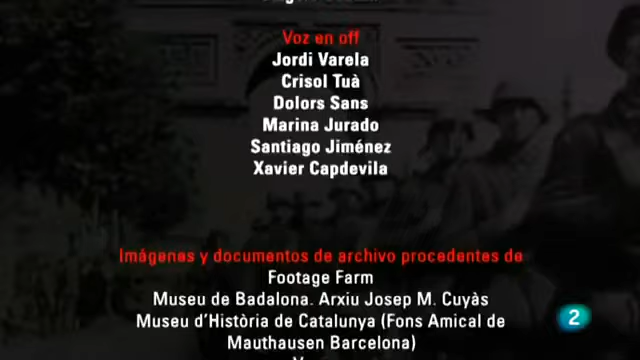 Voz en off
Jordi Varela
Crisol Tuà
Dolors Sans
Marina Jurado
Santiago Jiménez
Xavier Capdevila
Imágenes y documentos de archivo procedentes de
Footage Farm
Museu de Badalona. Arxiu Josep M. Cuyàs
Museu d'Història de Catalunya (Fons Amical de
Mauthausen Barcelona)
2